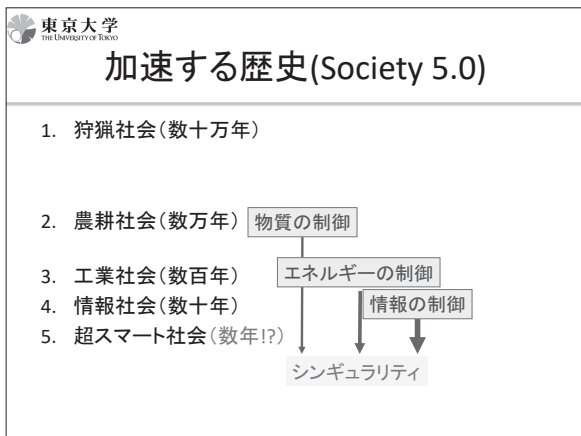 東京大学
THE UNIVERSITY OF TOKYO
加速する歴史(Society 5.0)
1. 狩猟社会(数十万年)
2. 農耕社会(数万年) 物質の制御
3. 工業社会(数百年) エネルギーの制御
4. 情報社会(数十年) 情報の制御
5. 超スマート社会(数年!?)
シンギュラリティ